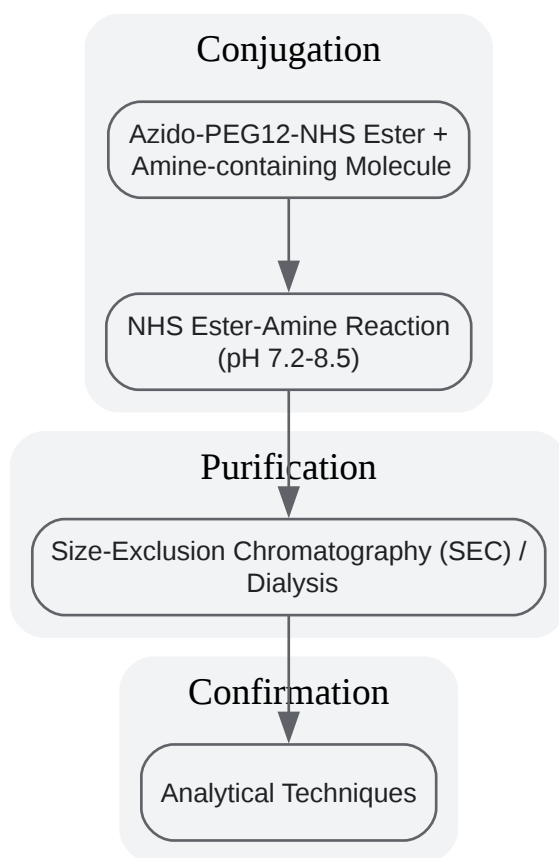 Conjugation
Azido-PEG12-NHS Ester +
Amine-containing Molecule
NHS Ester-Amine Reaction
(pH 7.2-8.5)
Purification
Size-Exclusion Chromatography (SEC) /
Dialysis
Confirmation
Analytical Techniques